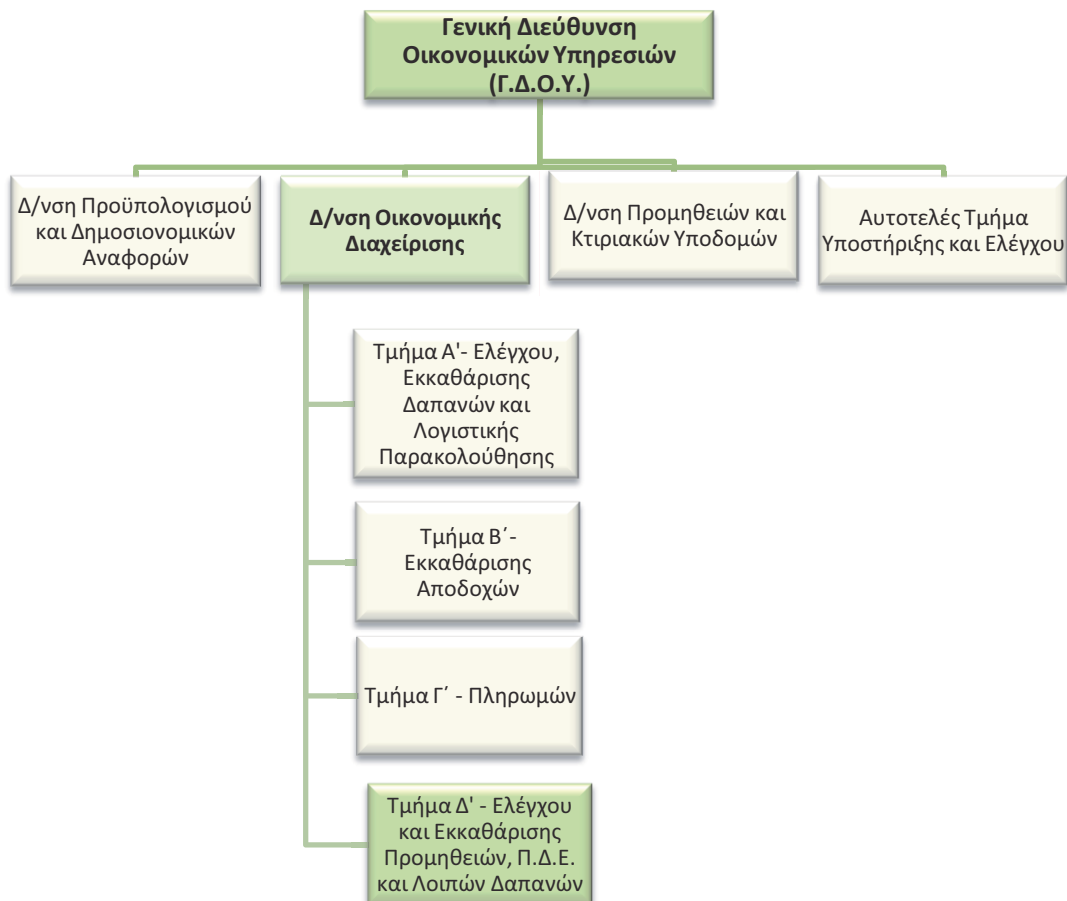 Γενική Διεύθυνση
Οικονομικών Υπηρεσιών
(Γ.Δ.Ο.Υ.)
Δ/νση Προϋπολογισμού
και Δημοσιονομικών
Αναφορών
Δ/νση Οικονομικής
Διαχείρισης
Δ/νση Προμηθειών και
Κτιριακών Υποδομών
Αυτοτελές Τμήμα
Υποστήριξης και Ελέγχου
Τμήμα Α'- Ελέγχου,
Εκκαθάρισης
Δαπανών και
Λογιστικής
Παρακολούθησης
Τμήμα Β΄-
Εκκαθάρισης
Αποδοχών
Τμήμα Γ΄ - Πληρωμών
Τμήμα Δ' - Ελέγχου
και Εκκαθάρισης
Προμηθειών, Π.Δ.Ε.
και Λοιπών Δαπανών